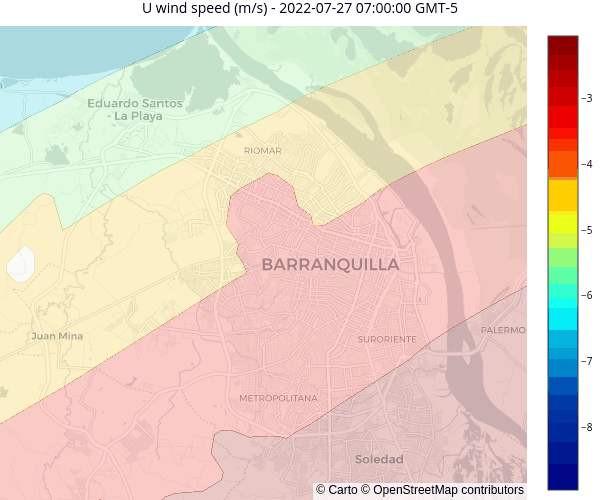 U wind speed (m/s) - 2022-07-27 07:00:00 GMT-5
Eduardo Santos
- La Playa
RIOMAR
BARRANQUILLA
Juan Mina
SURORIENTE
PALERMO
METROPOLITANA
Soledad
−3
−4
−5
−6
−7
−8
© Carto © OpenStreetMap contributors